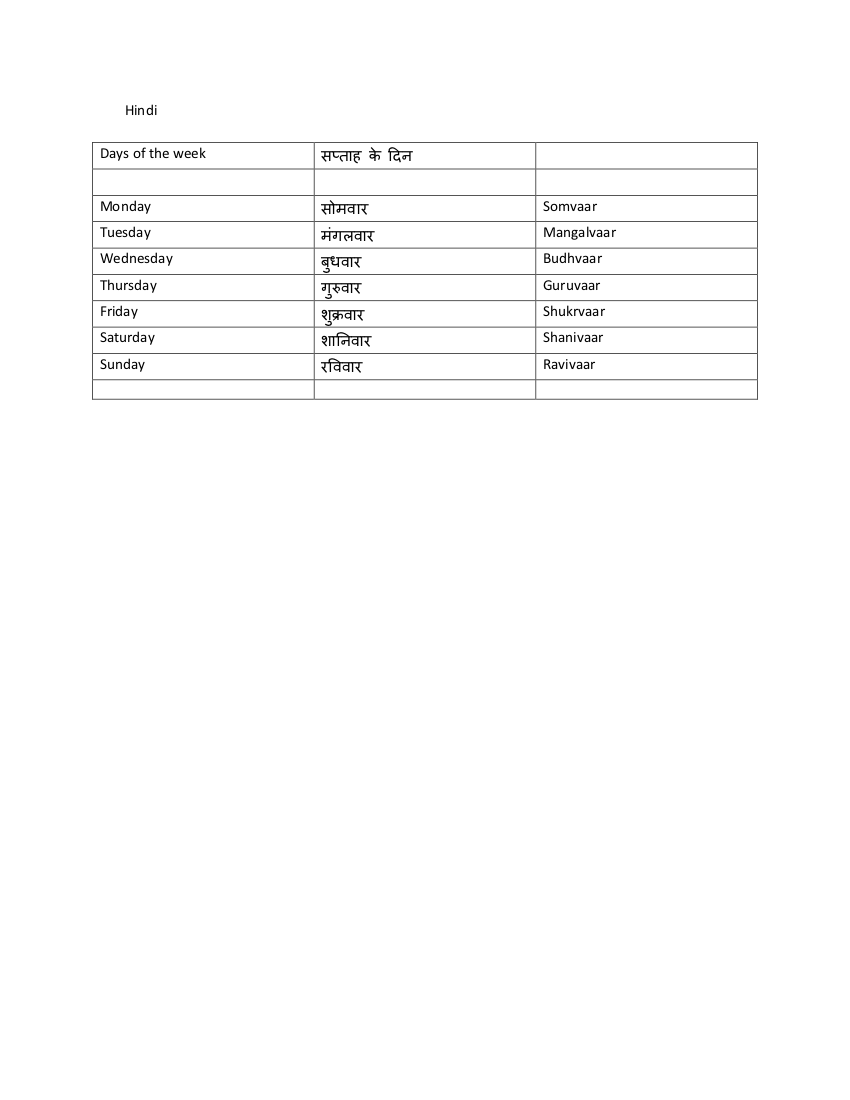 Hindi
Days of the week सप्ताह के दिन
Monday सोमवार Somvaar
Tuesday मंगलवार Mangalvaar
Wednesday बुधवार Budhvaar
Thursday गुरुवार Guruvaar
Friday शुक्रवार Shukrvaar
Saturday शानिवार Shanivaar
Sunday रविवार Ravivaar